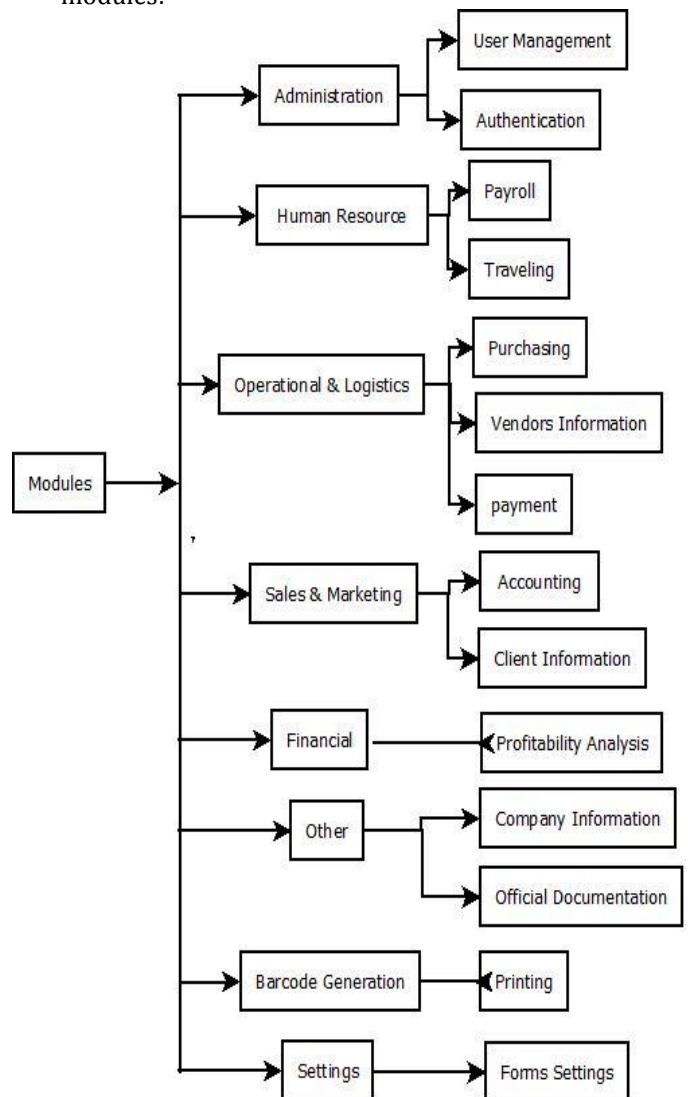 modules.
User Management
Administration
Authentication
Payroll
Human Resource
Traveling
Purchasing
Operational & Logistics
Vendors Information
Modules
payment
Accounting
Sales & Marketing
Client Information
Financial
Profitability Analysis
Company Information
Other
Official Documentation
Barcode Generation
Printing
Settings
Forms Settings